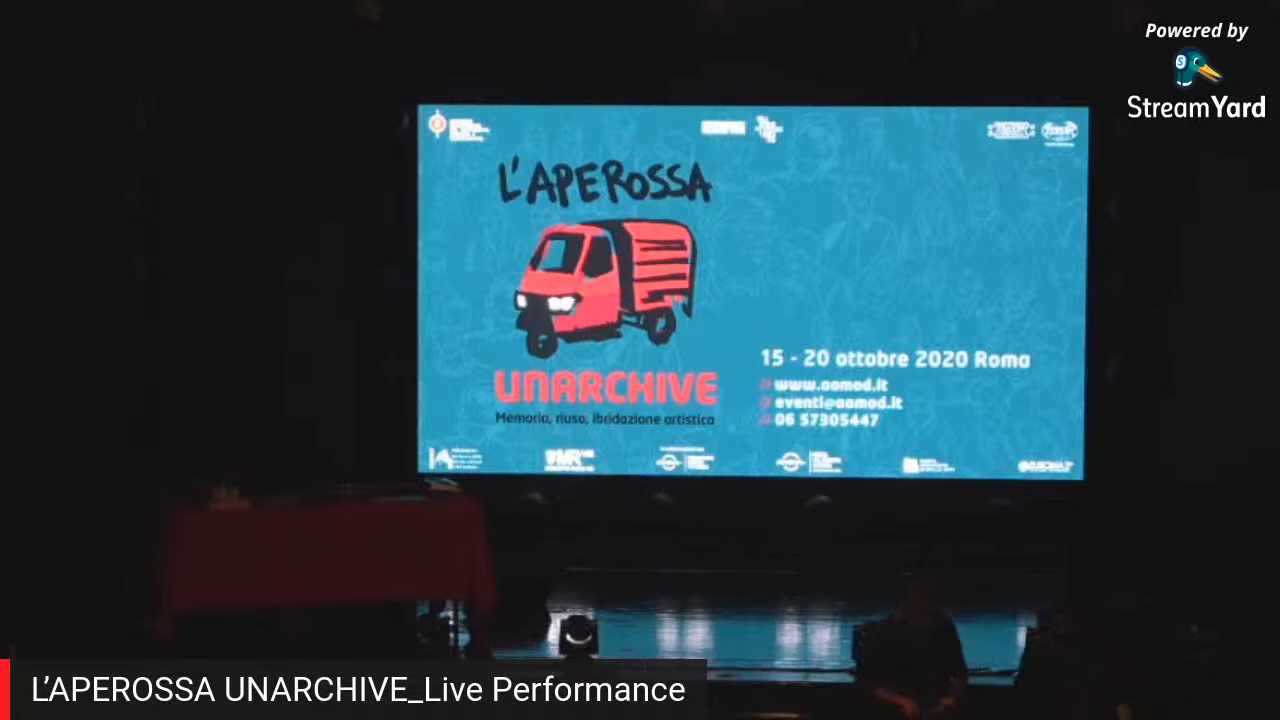 Powered by
StreamYard
L'APEROSSA
UNARCHIVE
Memoria, riuso, ibridazione artistica
15 - 20 ottobre 2020 Roma
// www.aamod.it
// eventi@aamod.it
// 06 57305447
L'APEROSSA UNARCHIVE_Live Performance